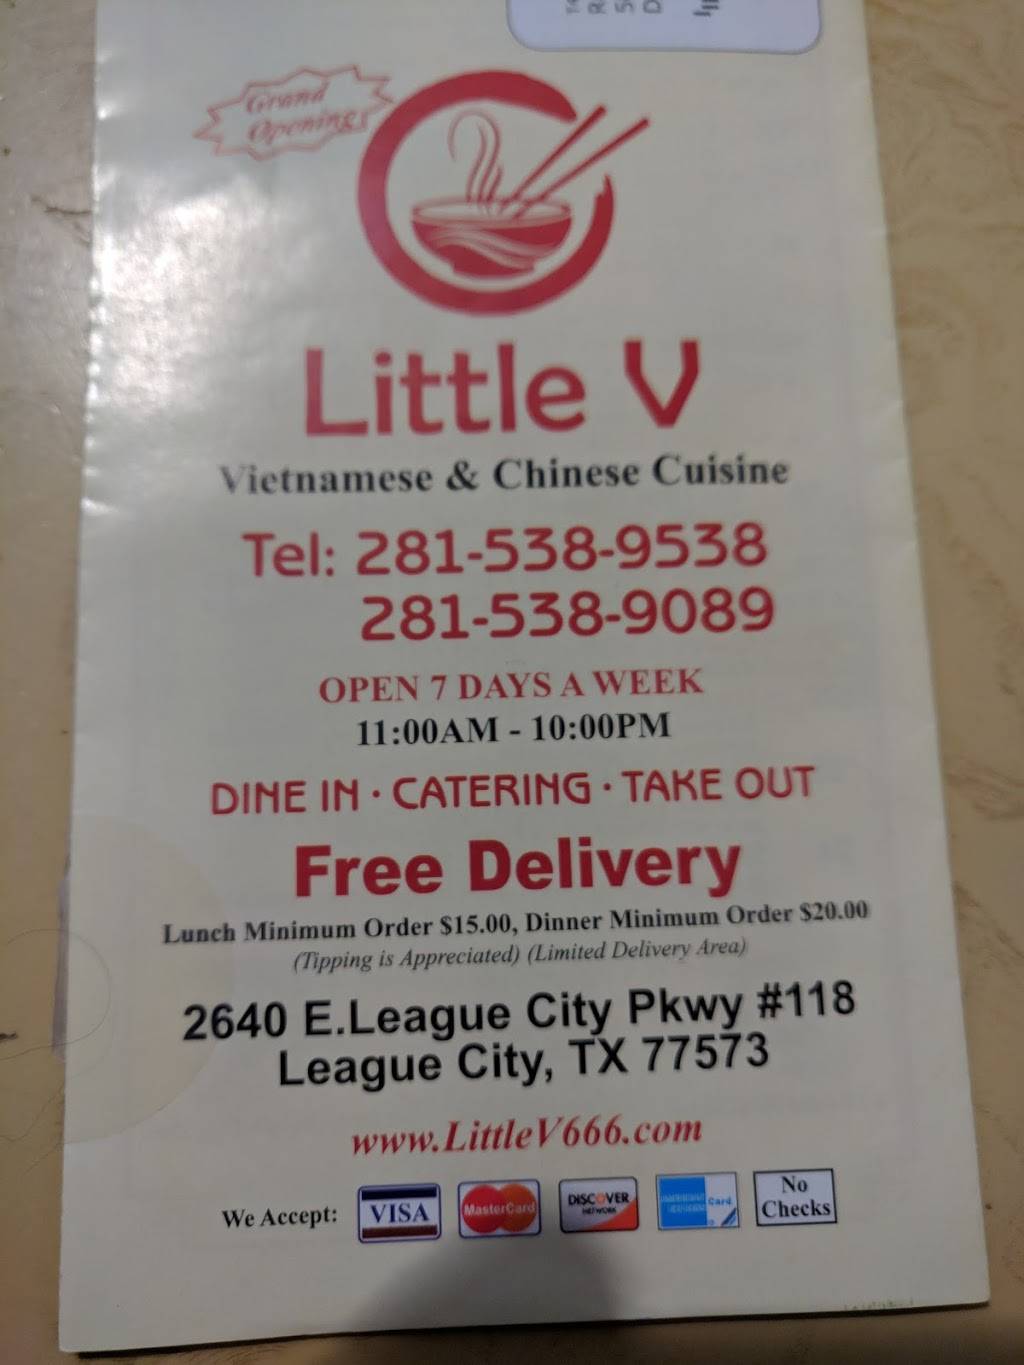 Grand
Opening
Little V
Vietnamese & Chinese Cuisine
Tel: 281-538-9538
281-538-9089
OPEN 7 DAYS A WEEK
11:00AM - 10:00PM
DINE IN · CATERING · TAKE OUT
Free Delivery
Lunch Minimum Order $15.00, Dinner Minimum Order $20.00
(Tipping is Appreciated) (Limited Delivery Area)
2640 E.League City Pkwy #118
League City, TX 77573
www.LittleV666.com
We Accept: VISA MasterCard DISCOVER NETWORK Card No Checks